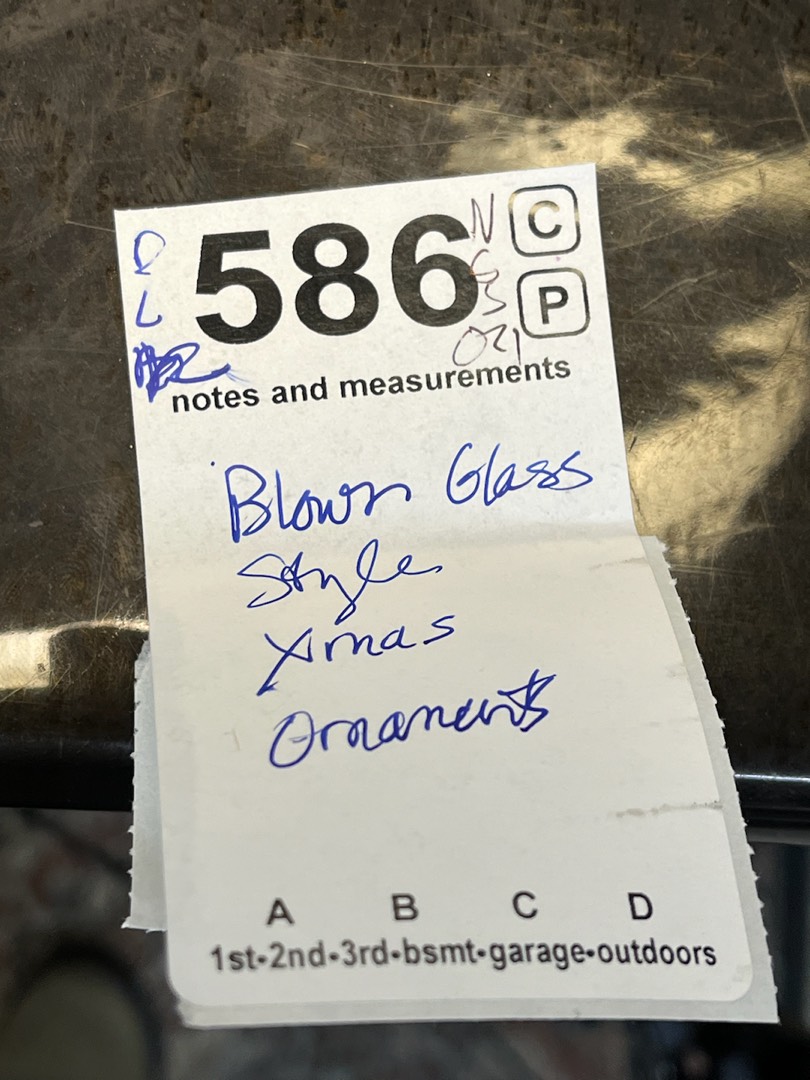 586
C
P
notes and measurements
Blown Glass
Style
Xmas
Ornaments
A B C D
1st-2nd-3rd-bsmt-garage-outdoors